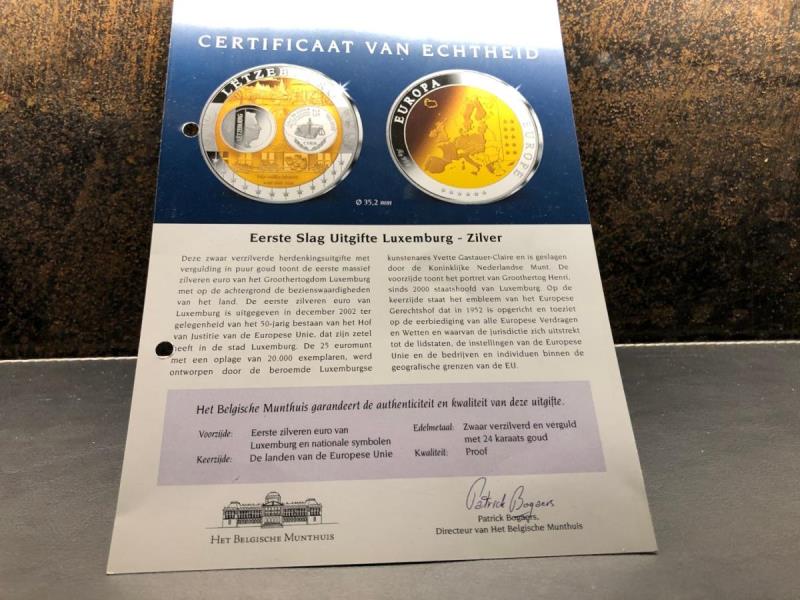 CERTIFICAAT VAN ECHTHEID
LËTZEB
EUROPA
EUROPE
Ø 35,2 mm
Eerste Slag Uitgifte Luxemburg - Zilver
Deze zwaar verzilverde herdenkingsuitgifte met
vergulding in puur goud toont de eerste massief
zilveren euro van het Groothertogdom Luxemburg
met op de achtergrond de bezienswaardigheden
van het land. De eerste zilveren euro van
Luxemburg is uitgegeven in december 2002 ter
gelegenheid van het 50-jarig bestaan van het Hof
van Justitie van de Europese Unie, dat zijn zetel
heeft in de stad Luxemburg. De 25 euromunt
met een oplage van 20.000 exemplaren, werd
ontworpen door de beroemde Luxemburgse
kunstenares Yvette Gastauer-Claire en is geslagen
door de Koninklijke Nederlandse Munt. De
voorzijde toont het portret van Groothertog Henri,
sinds 2000 staatshoofd van Luxemburg. Op de
keerzijde staat het embleem van het Europese
Gerechtshof dat in 1952 is opgericht en toeziet
op de eerbiediging van alle Europese Verdragen
en Wetten en waarvan de jurisdictie zich uitstrekt
tot de lidstaten, de instellingen van de Europese
Unie en de bedrijven en individuen binnen de
geografische grenzen van de EU.
Het Belgische Munthuis garandeert de authenticiteit en kwaliteit van deze uitgifte.
Voorzijde: Eerste zilveren euro van
Luxemburg en nationale symbolen
Keerzijde: De landen van de Europese Unie
Edelmetaal: Zwaar verzilverd en verguld
met 24 karaats goud
Kwaliteit: Proof
HET BELGISCHE MUNTHUIS
Patrick Bogaers
Patrick Bogaers,
Directeur van Het Belgische Munthuis